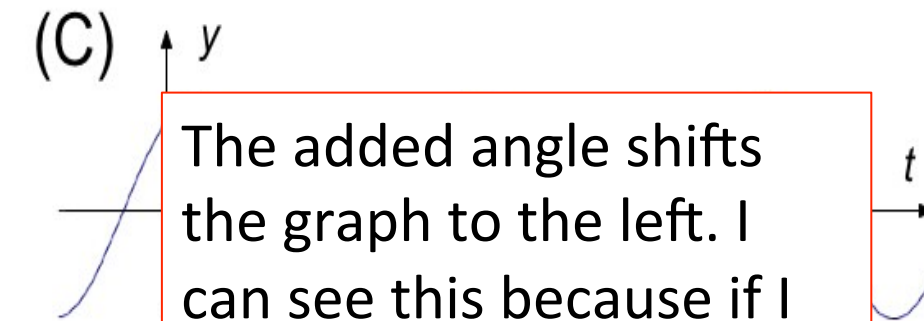 (C) y
The added angle shifts
t
the graph to the left. I
can see this because if I